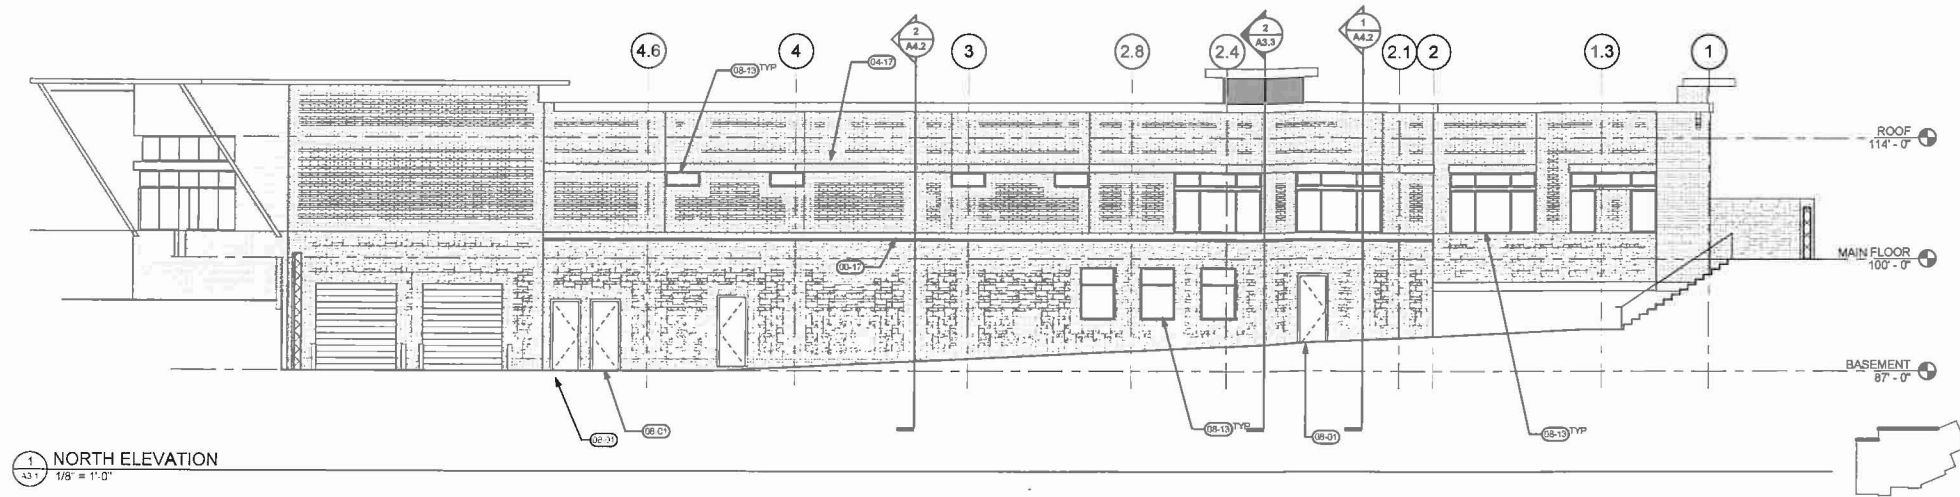 2
A4.2
2
A3.3
1
A4.2
4.6
4
3
2.8
2.4
2.1
2
1.3
1
08-13 TYP
04-17
ROOF
114' - 0"
MAIN FLOOR
100' - 0"
BASEMENT
87' - 0"
08-01
08-01
08-13 TYP
08-01
08-13 TYP
1
A3.1
NORTH ELEVATION
1/8" = 1'-0"